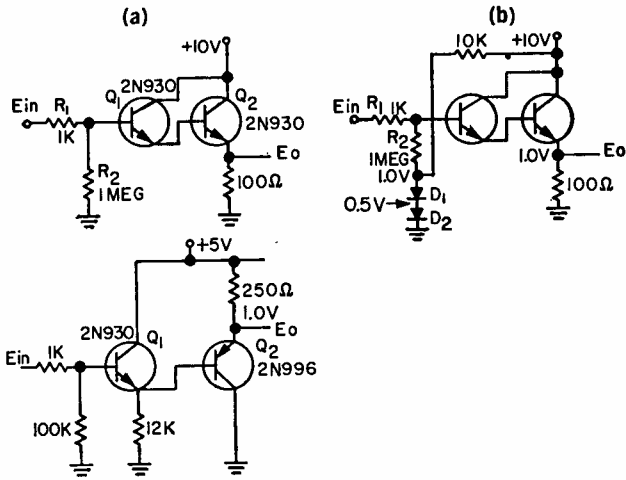 (a)
+10V
2N930
Q1
Q2
Ein
R1
1K
2N930
Eo
R2
1MEG
100Ω
(b)
10K
+10V
Ein
R1
1K
R2
1MEG
1.0V
1.0V
Eo
D1
0.5V
D2
100Ω
+5V
250Ω
1.0V
Eo
2N930
Q1
Q2
Ein
1K
2N996
100K
12K